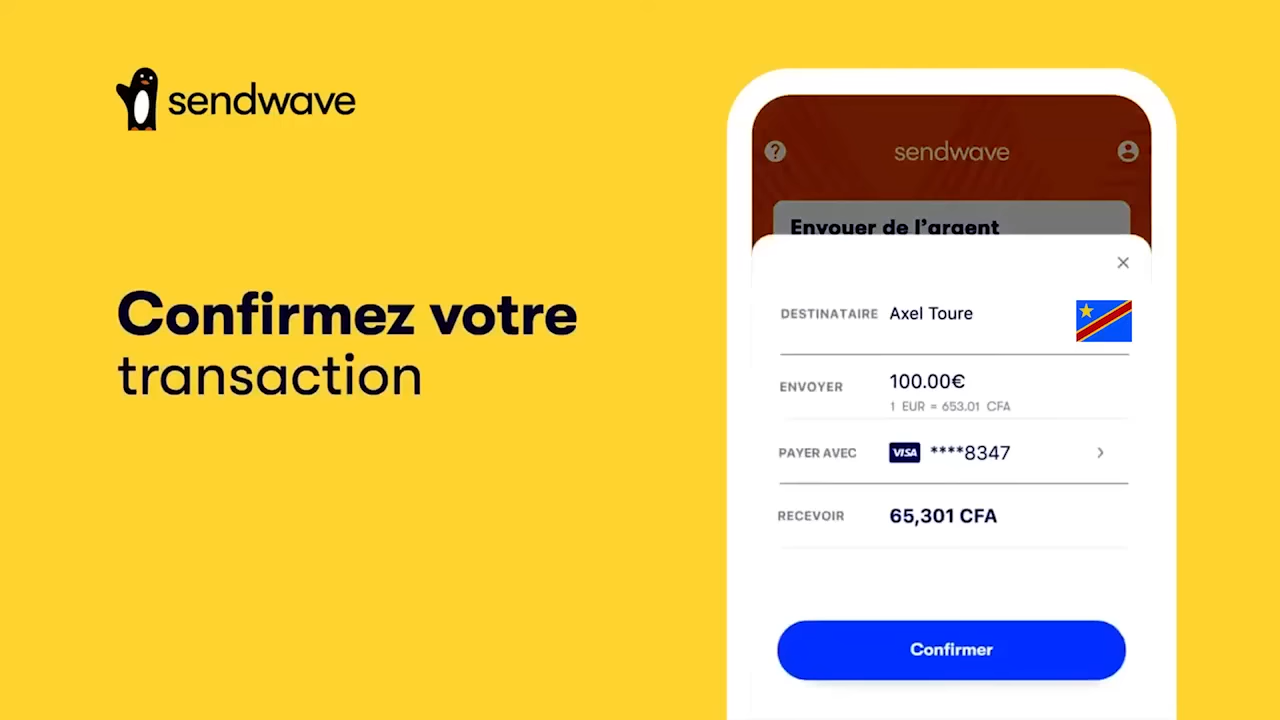 sendwave
Confirmez votre
transaction
sendwave
Envoyer de l'argent
DESTINATAIRE Axel Toure
ENVOYER 100.00€
1 EUR = 653.01 CFA
PAYER AVEC VISA ****8347
RECEVOIR 65,301 CFA
Confirmer